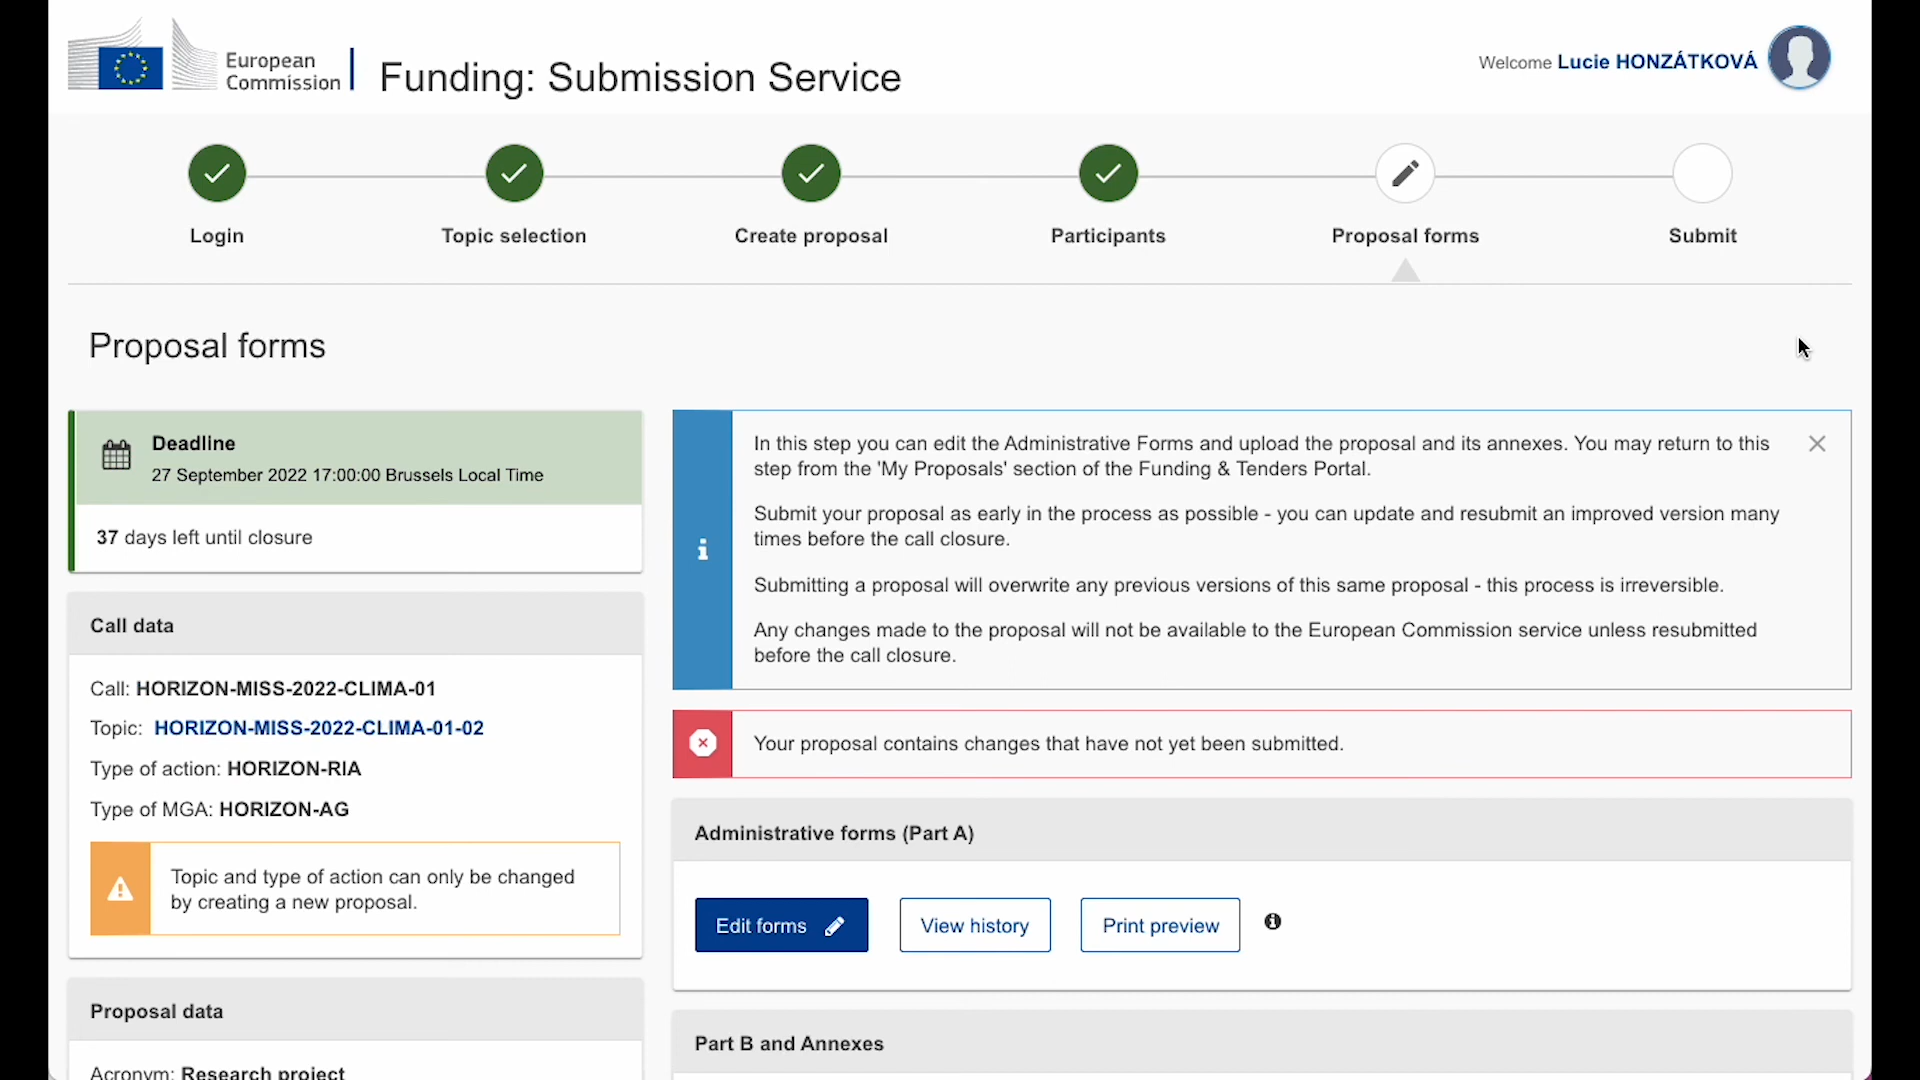 European
Commission
Funding: Submission Service
Welcome Lucie HONZÁTKOVÁ
Login
Topic selection
Create proposal
Participants
Proposal forms
Submit
Proposal forms
Deadline
27 September 2022 17:00:00 Brussels Local Time
37 days left until closure
Call data
Call: HORIZON-MISS-2022-CLIMA-01
Topic: HORIZON-MISS-2022-CLIMA-01-02
Type of action: HORIZON-RIA
Type of MGA: HORIZON-AG
Topic and type of action can only be changed
by creating a new proposal.
Proposal data
Acronym: Research project
In this step you can edit the Administrative Forms and upload the proposal and its annexes. You may return to this
step from the 'My Proposals' section of the Funding & Tenders Portal.
Submit your proposal as early in the process as possible - you can update and resubmit an improved version many
times before the call closure.
Submitting a proposal will overwrite any previous versions of this same proposal - this process is irreversible.
Any changes made to the proposal will not be available to the European Commission service unless resubmitted
before the call closure.
Your proposal contains changes that have not yet been submitted.
Administrative forms (Part A)
Edit forms
View history
Print preview
Part B and Annexes